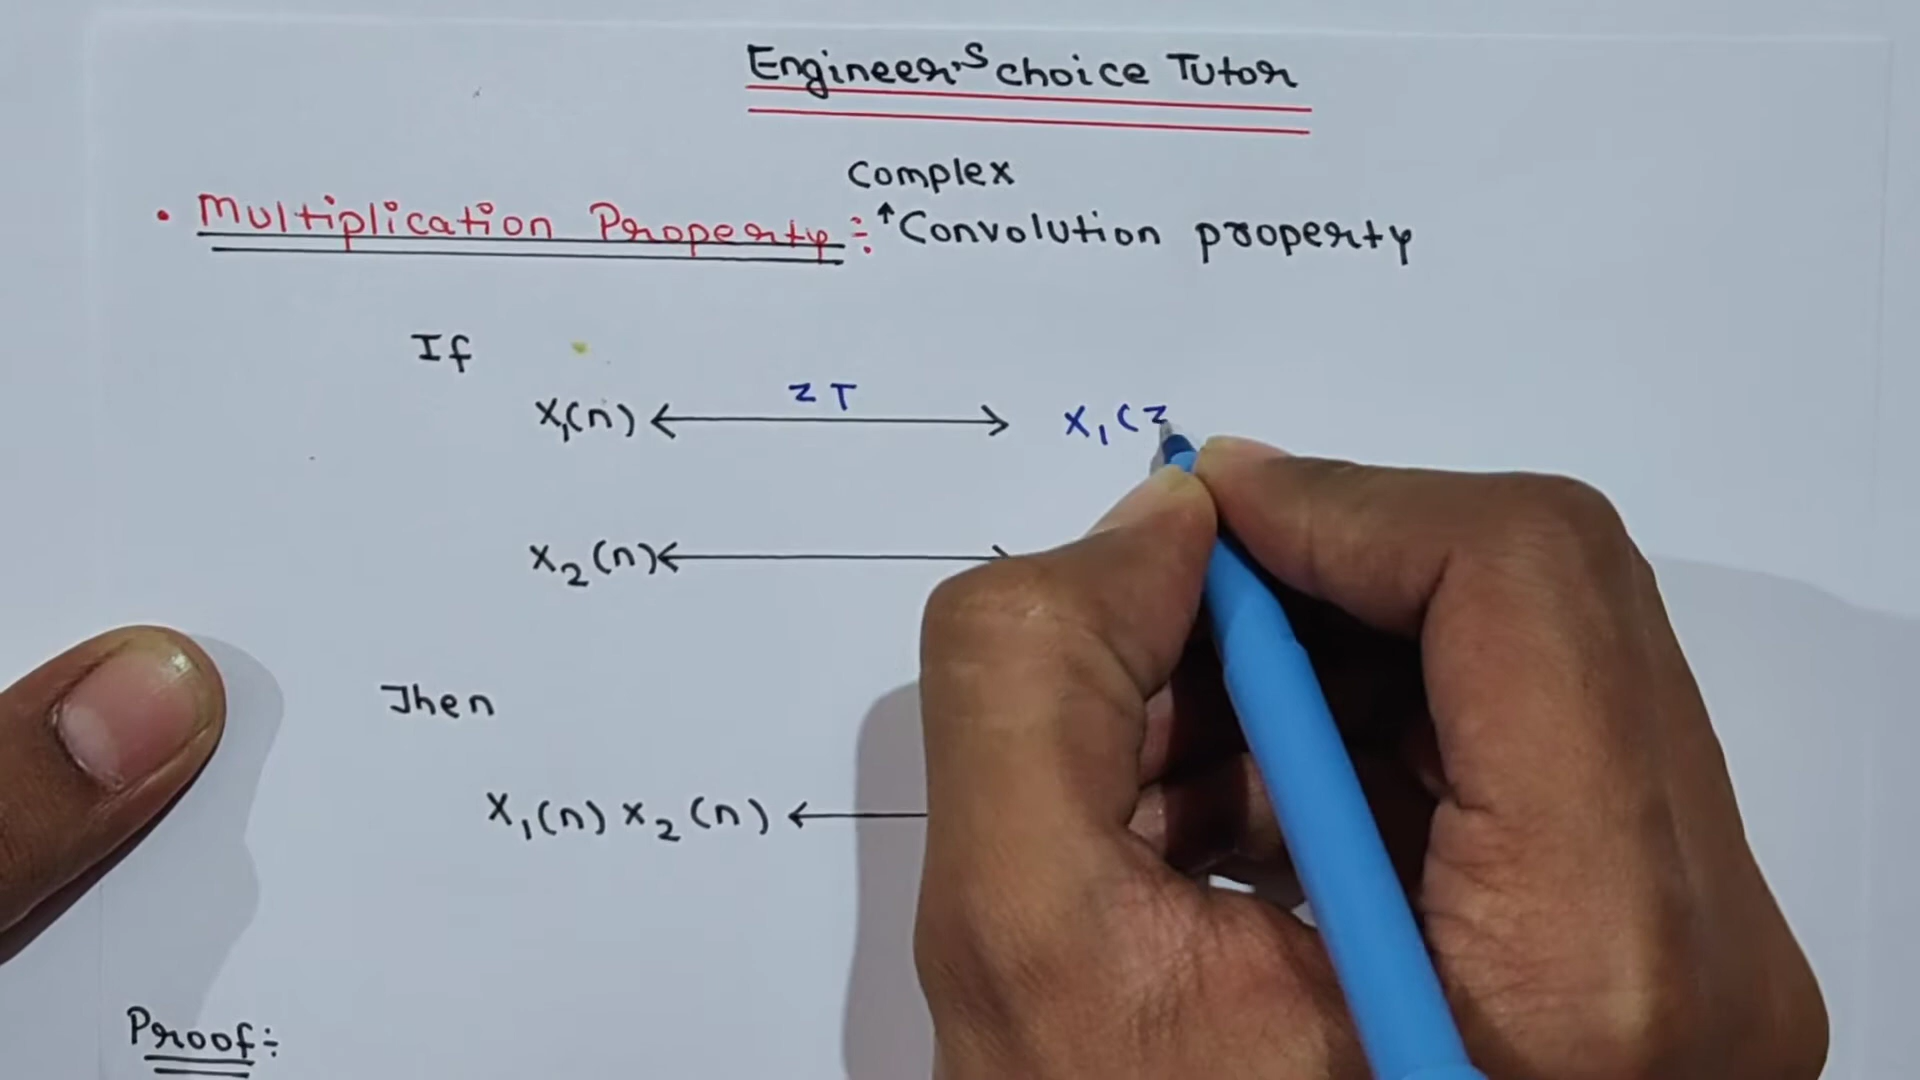 Engineer's choice Tutor
Complex
• Multiplication Property ÷ ↑Convolution property
If
x₁(n) ⟷ ZT X₁(z
x₂(n) ⟷
Then
x₁(n) x₂(n) ←
Proof ÷